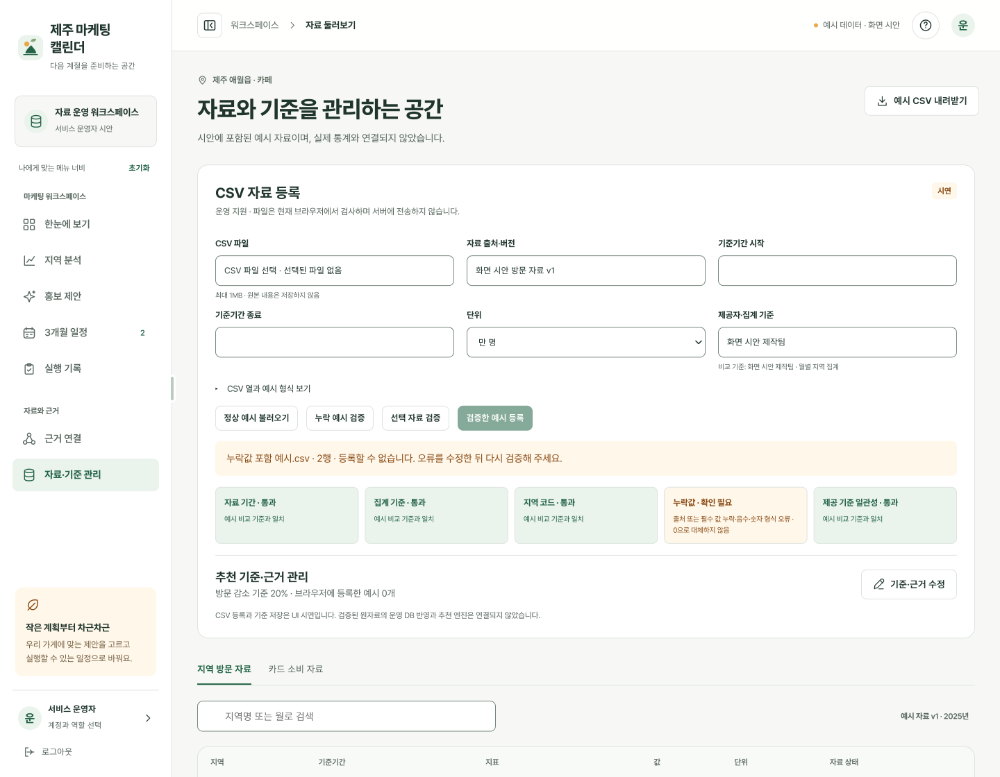 제주 마케팅
캘린더
다음 계절을 준비하는 공간
자료 운영 워크스페이스
서비스 운영자 시안
나에게 맞는 메뉴 너비
초기화
마케팅 워크스페이스
한눈에 보기
지역 분석
홍보 제안
3개월 일정
2
실행 기록
자료와 근거
근거 연결
자료·기준 관리
작은 계획부터 차근차근
우리 가게에 맞는 제안을 고르고
실행할 수 있는 일정으로 바꿔요.
운
서비스 운영자
계정과 역할 선택
로그아웃
워크스페이스
자료 둘러보기
예시 데이터 · 화면 시안
운
제주 애월읍 · 카페
자료와 기준을 관리하는 공간
시안에 포함된 예시 자료이며, 실제 통계와 연결되지 않았습니다.
예시 CSV 내려받기
CSV 자료 등록
시연
운영 지원 · 파일은 현재 브라우저에서 검사하며 서버에 전송하지 않습니다.
CSV 파일
자료 출처·버전
기준기간 시작
CSV 파일 선택 · 선택된 파일 없음
화면 시안 방문 자료 v1
최대 1MB · 원본 내용은 저장하지 않음
기준기간 종료
단위
제공자·집계 기준
만 명
화면 시안 제작팀
비교 기준: 화면 시안 제작팀 · 월별 지역 집계
CSV 열과 예시 형식 보기
정상 예시 불러오기
누락 예시 검증
선택 자료 검증
검증한 예시 등록
누락값 포함 예시.csv · 2행 · 등록할 수 없습니다. 오류를 수정한 뒤 다시 검증해 주세요.
자료 기간 · 통과
예시 비교 기준과 일치
집계 기준 · 통과
예시 비교 기준과 일치
지역 코드 · 통과
예시 비교 기준과 일치
누락값 · 확인 필요
출처 또는 필수 값 누락·음수·숫자 형식 오류 ·
0으로 대체하지 않음
제공 기준 일관성 · 통과
예시 비교 기준과 일치
추천 기준·근거 관리
방문 감소 기준 20% · 브라우저에 등록한 예시 0개
기준·근거 수정
CSV 등록과 기준 저장은 UI 시연입니다. 검증된 원자료의 운영 DB 반영과 추천 엔진은 연결되지 않았습니다.
지역 방문 자료
카드 소비 자료
지역명 또는 월로 검색
예시 자료 v1 · 2025년
지역
기준기간
지표
값
단위
자료 상태